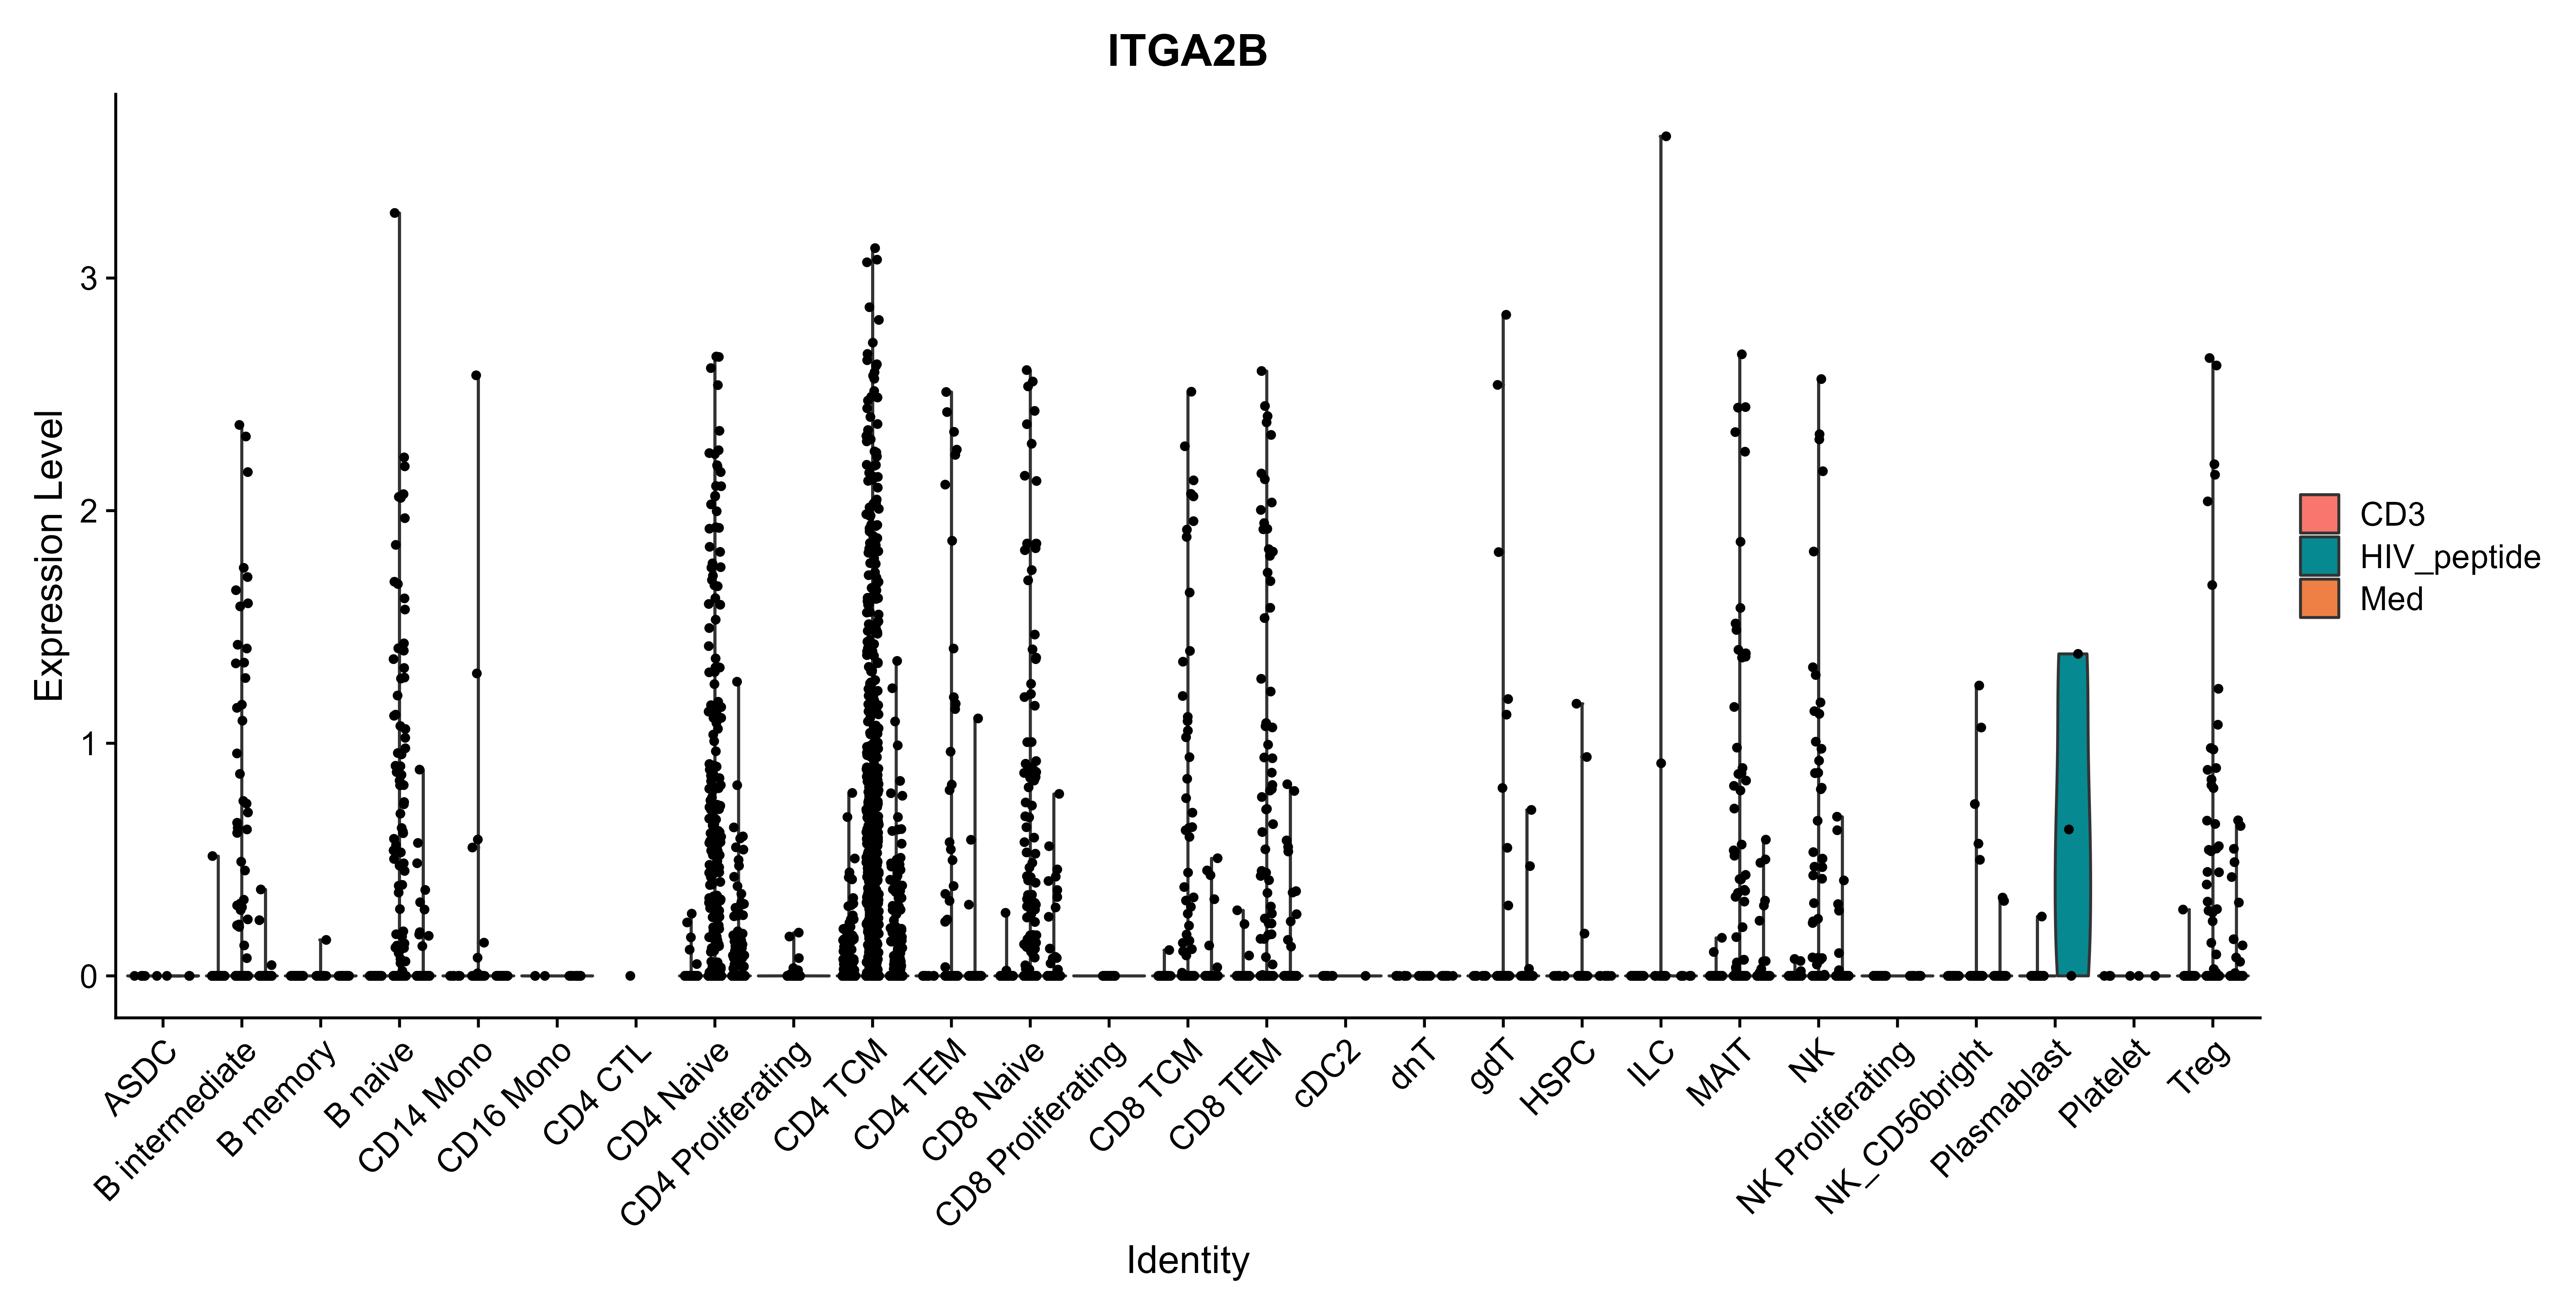 ITGA2B
Expression Level
3
2
1
0
ASDC
B intermediate
B memory
B naive
CD14 Mono
CD16 Mono
CD4 CTL
CD4 Naive
CD4 Proliferating
CD4 TCM
CD4 TEM
CD8 Naive
CD8 Proliferating
CD8 TCM
CD8 TEM
cDC2
dnT
gdT
HSPC
ILC
MAIT
NK
NK Proliferating
NK_CD56bright
Plasmablast
Platelet
Treg
Identity
CD3
HIV_peptide
Med